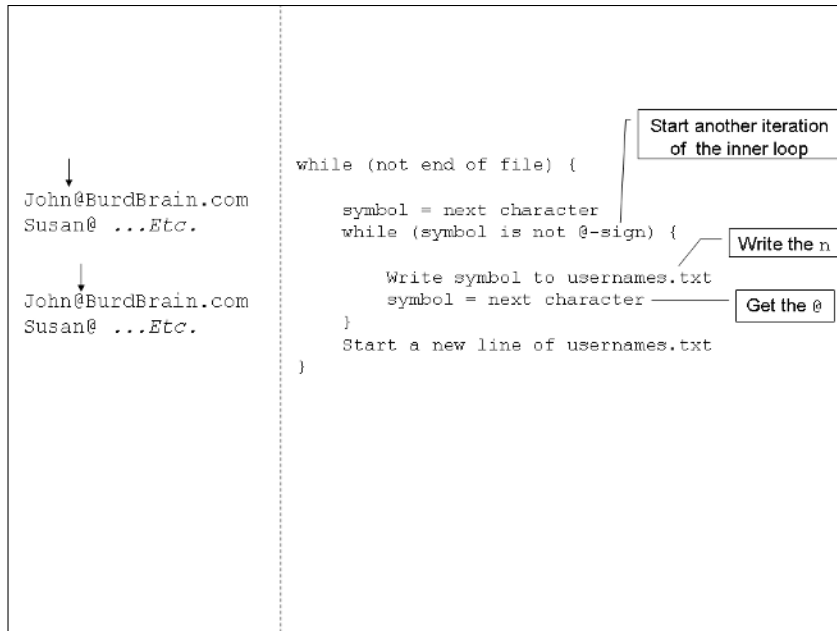 John@BurdBrain.com
Susan@ ...Etc.
John@BurdBrain.com
Susan@ ...Etc.
while (not end of file) {
symbol = next character
while (symbol is not @-sign) {
Write symbol to usernames.txt
symbol = next character
}
Start a new line of usernames.txt
}
Start another iteration
of the inner loop
Write the n
Get the @